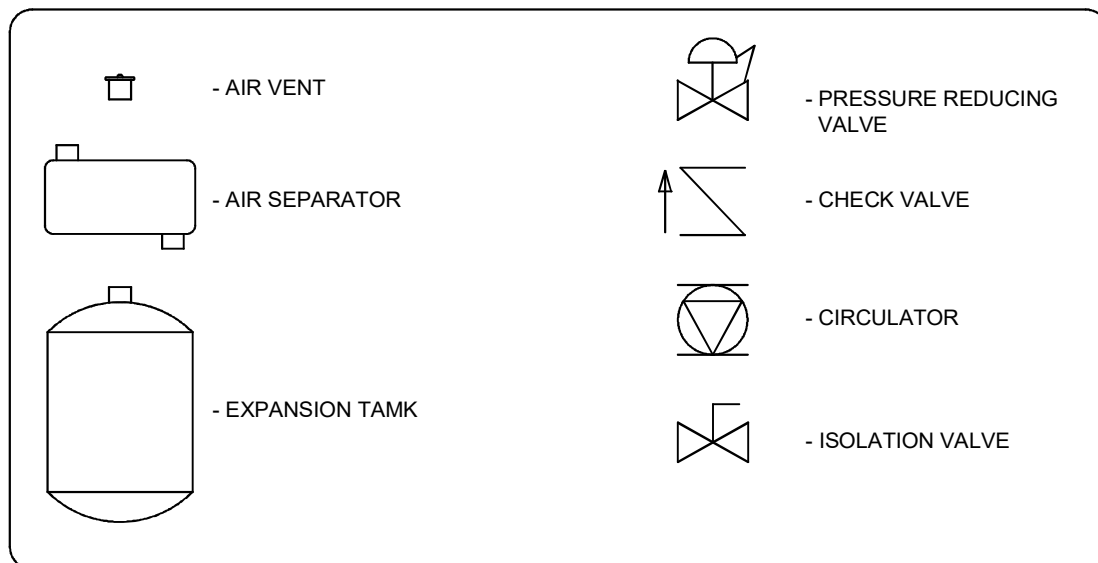 - AIR VENT
- AIR SEPARATOR
- EXPANSION TAMK
- PRESSURE REDUCING
VALVE
- CHECK VALVE
- CIRCULATOR
- ISOLATION VALVE